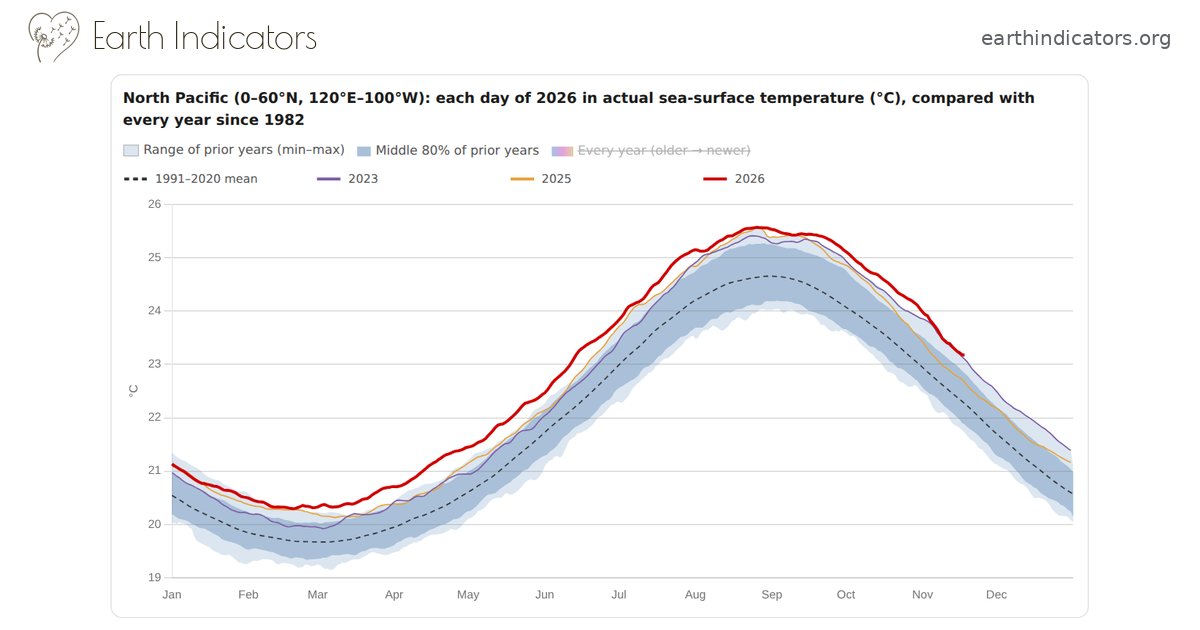 Earth Indicators
earthindicators.org
North Pacific (0–60°N, 120°E–100°W): each day of 2026 in actual sea-surface temperature (°C), compared with
every year since 1982
Range of prior years (min–max) Middle 80% of prior years Every year (older → newer)
1991–2020 mean 2023 2025 2026
26
25
24
23
22
21
20
19
°C
Jan Feb Mar Apr May Jun Jul Aug Sep Oct Nov Dec